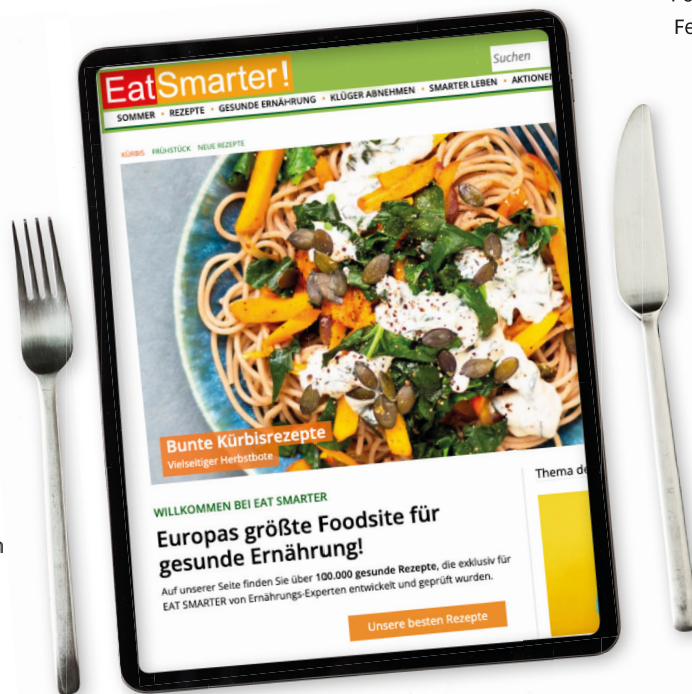 Fe
EatSmarter!
Suchen
SOMMER • REZEPTE • GESUNDE ERNÄHRUNG • KLÜGER ABNEHMEN • SMARTER LEBEN • AKTIONEN
KÜRBIS FRÜHSTÜCK NEUE REZEPTE
Bunte Kürbisrezepte
Vielseitiger Herbstbote
WILLKOMMEN BEI EAT SMARTER
Europas größte Foodsite für
gesunde Ernährung!
Auf unserer Seite finden Sie über 100.000 gesunde Rezepte, die exklusiv für
EAT SMARTER von Ernährungs-Experten entwickelt und geprüft wurden.
Unsere besten Rezepte
Thema de
n